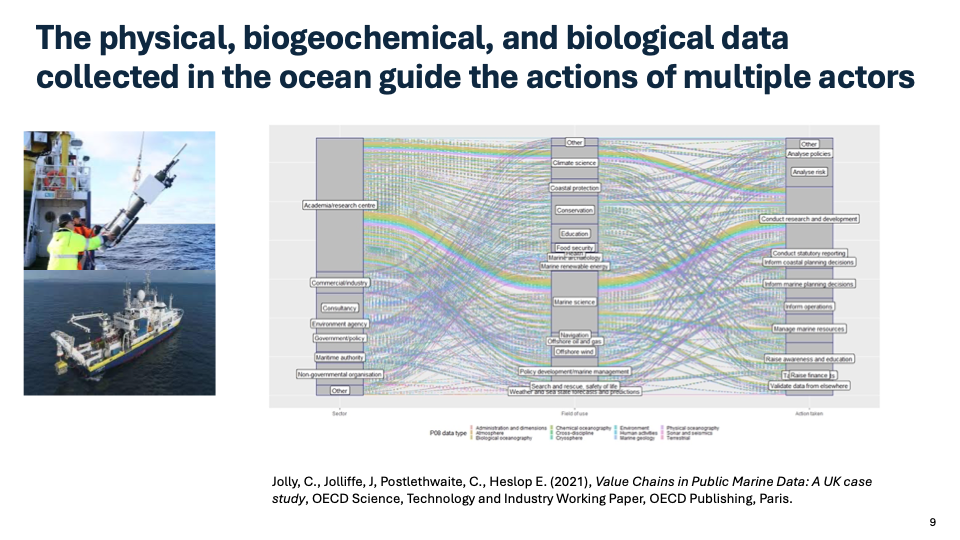 The physical, biogeochemical, and biological data
collected in the ocean guide the actions of multiple actors
Academia/research centre
Commercial/industry
Consultancy
Environment agency
Government/policy
Maritime authority
Non-governmental organisation
Other
Other
Climate science
Coastal protection
Conservation
Education
Food security
Marine archaeology
Marine renewable energy
Marine science
Navigation
Offshore oil and gas
Offshore wind
Policy development/marine management
Search and rescue, safety of life
Weather and sea state forecasts and predictions
Other
Analyse policies
Analyse risk
Conduct research and development
Conduct statutory reporting
Inform coastal planning decisions
Inform marine planning decisions
Inform operations
Manage marine resources
Raise awareness and education
Raise finance
Validate data from elsewhere
Sector
Field of use
Action taken
P08 data type
Administration and dimensions
Atmosphere
Biological oceanography
Chemical oceanography
Cross-discipline
Cryosphere
Environment
Human activities
Marine geology
Physical oceanography
Sonar and seismics
Terrestrial
Jolly, C., Jolliffe, J, Postlethwaite, C., Heslop E. (2021), Value Chains in Public Marine Data: A UK case
study, OECD Science, Technology and Industry Working Paper, OECD Publishing, Paris.
9